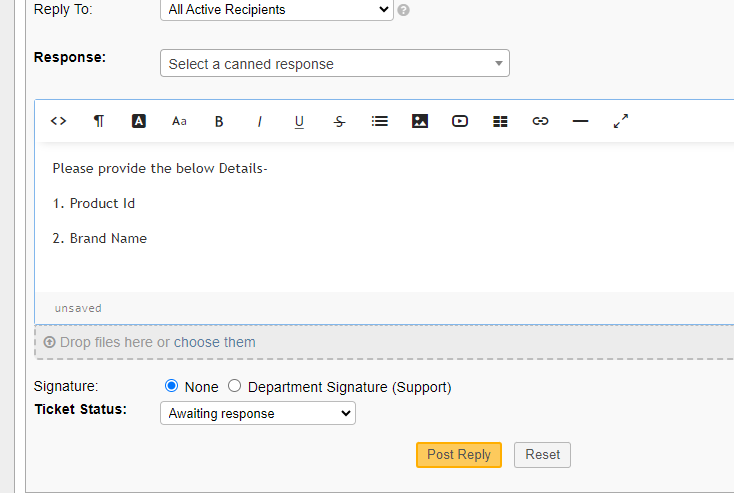 Reply To: All Active Recipients
Response: Select a canned response
<> ¶ A Aa B I U S
Please provide the below Details-
1. Product Id
2. Brand Name
unsaved
Drop files here or choose them
Signature: None Department Signature (Support)
Ticket Status: Awaiting response
Post Reply Reset